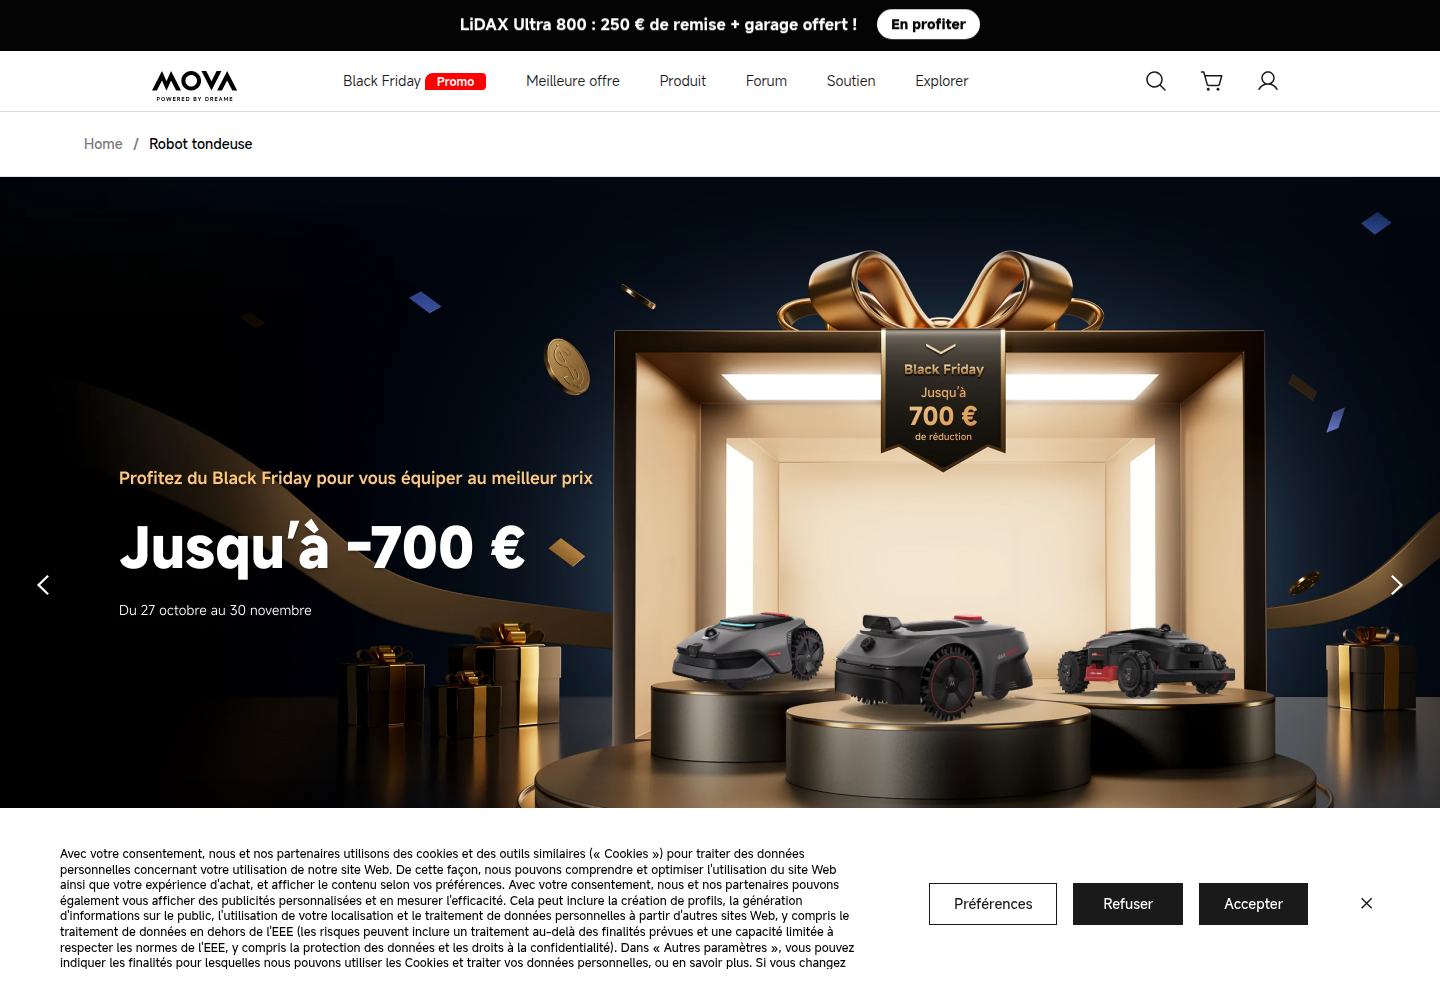 LiDAX Ultra 800 : 250 € de remise + garage offert !
En profiter
MOVA
POWERED BY DREAME
Black Friday
Promo
Meilleure offre
Produit
Forum
Soutien
Explorer
Home / Robot tondeuse
Black Friday
Jusqu'à
700 €
de réduction
Profitez du Black Friday pour vous équiper au meilleur prix
Jusqu'à -700 €
Du 27 octobre au 30 novembre
Avec votre consentement, nous et nos partenaires utilisons des cookies et des outils similaires (« Cookies ») pour traiter des données
personnelles concernant votre utilisation de notre site Web. De cette façon, nous pouvons comprendre et optimiser l'utilisation du site Web
ainsi que votre expérience d'achat, et afficher le contenu selon vos préférences. Avec votre consentement, nous et nos partenaires pouvons
également vous afficher des publicités personnalisées et en mesurer l'efficacité. Cela peut inclure la création de profils, la génération
d'informations sur le public, l'utilisation de votre localisation et le traitement de données personnelles à partir d'autres sites Web, y compris le
traitement de données en dehors de l'EEE (les risques peuvent inclure un traitement au-delà des finalités prévues et une capacité limitée à
respecter les normes de l'EEE, y compris la protection des données et les droits à la confidentialité). Dans « Autres paramètres », vous pouvez
indiquer les finalités pour lesquelles nous pouvons utiliser les Cookies et traiter vos données personnelles, ou en savoir plus. Si vous changez
Préférences
Refuser
Accepter